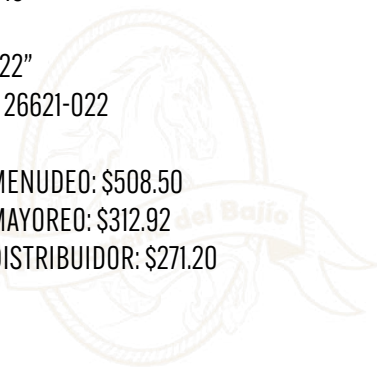 22”
26621-022
MENUDEO: $508.50
MAYOREO: $312.92
del Bajío
DISTRIBUIDOR: $271.20